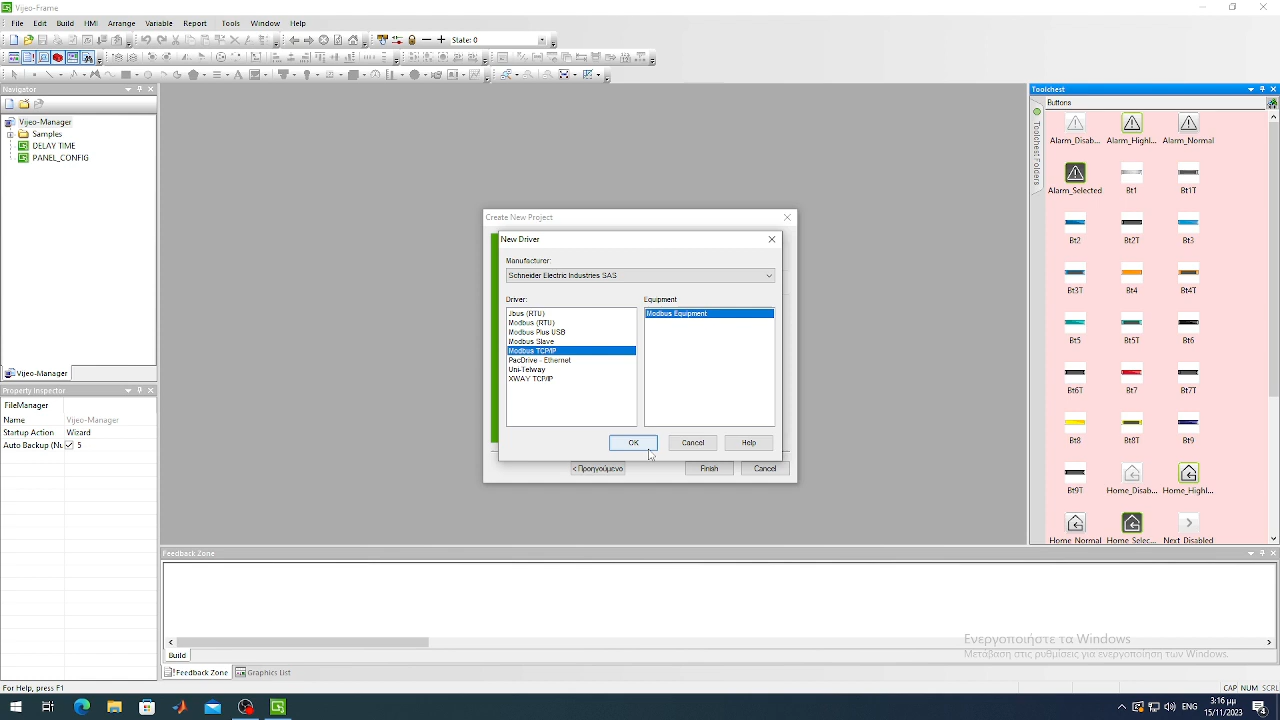 Vijeo-Frame
File Edit Build HMI Arrange Variable Report Tools Window Help
State: 0
Navigator
Vijeo-Manager
Samples
DELAY TIME
PANEL_CONFIG
Vijeo-Manager
Property Inspector
FileManager
Name Vijeo-Manager
Startup Action Wizard
Auto Backup (Nu 5
Create New Project
New Driver
Manufacturer:
Schneider Electric Industries SAS
Driver:
Jbus (RTU)
Modbus (RTU)
Modbus Plus USB
Modbus Slave
Modbus TCP/IP
PacDrive - Ethernet
Uni-Telway
XWAY TCP/IP
Equipment
Modbus Equipment
OK Cancel Help
< Προηγούμενο Finish Cancel
Toolchest
Buttons
Toolchest Folders
Alarm_Disab... Alarm_Highl... Alarm_Normal
Alarm_Selected Bt1 Bt1T
Bt2 Bt2T Bt3
Bt3T Bt4 Bt4T
Bt5 Bt5T Bt6
Bt6T Bt7 Bt7T
Bt8 Bt8T Bt9
Bt9T Home_Disab... Home_Highl...
Home_Normal Home_Selec... Next_Disabled
Feedback Zone
Build
Feedback Zone Graphics List
Ενεργοποιήστε τα Windows
Μετάβαση στις ρυθμίσεις για ενεργοποίηση των Windows.
For Help, press F1
CAP NUM SCRL
ENG
3:16 μμ
15/11/2023